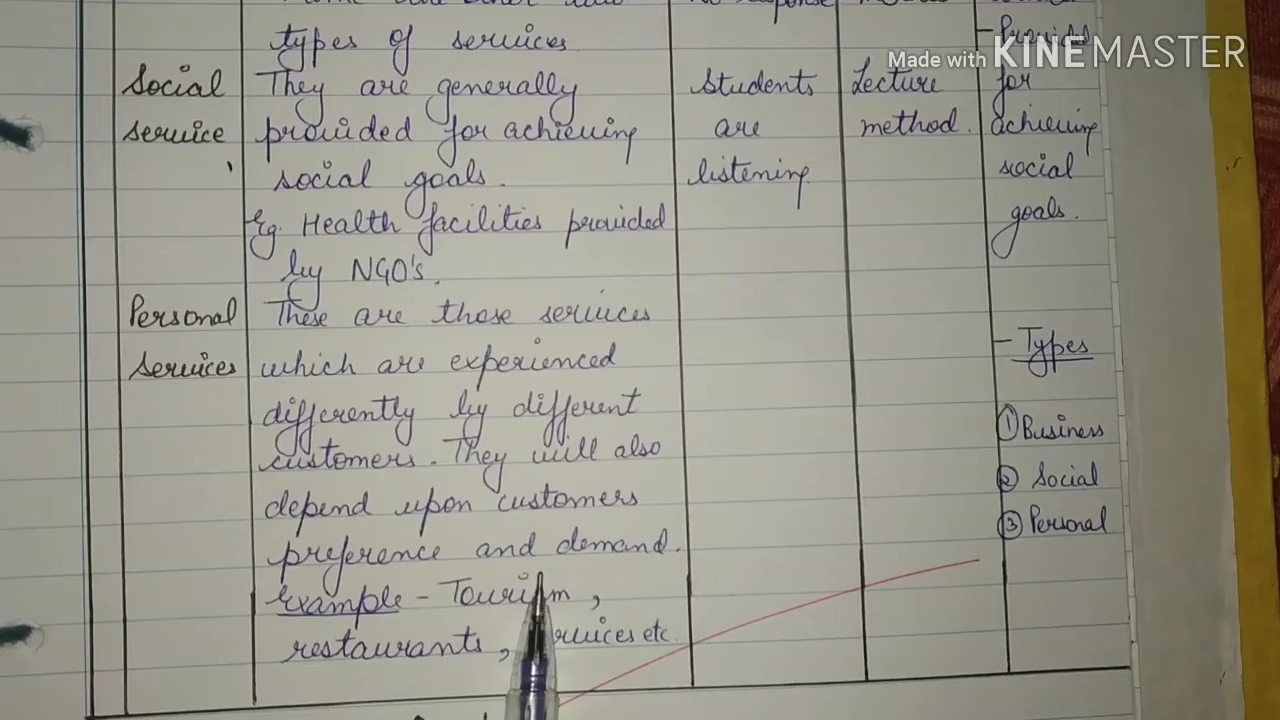 types of services
no response
- Provided
Made with KINEMASTER
Social
service
They are generally
provided for achieving
social goals.
Eg. Health facilities provided
by NGO's.
Students
are
listening
Lecture
method.
for
achieving
social
goals.
Personal
services
These are those services
which are experienced
differently by different
customers. They will also
depend upon customers
preference and demand.
Example - Tourism,
restaurants, services etc.
- Types
① Business
② Social
③ Personal